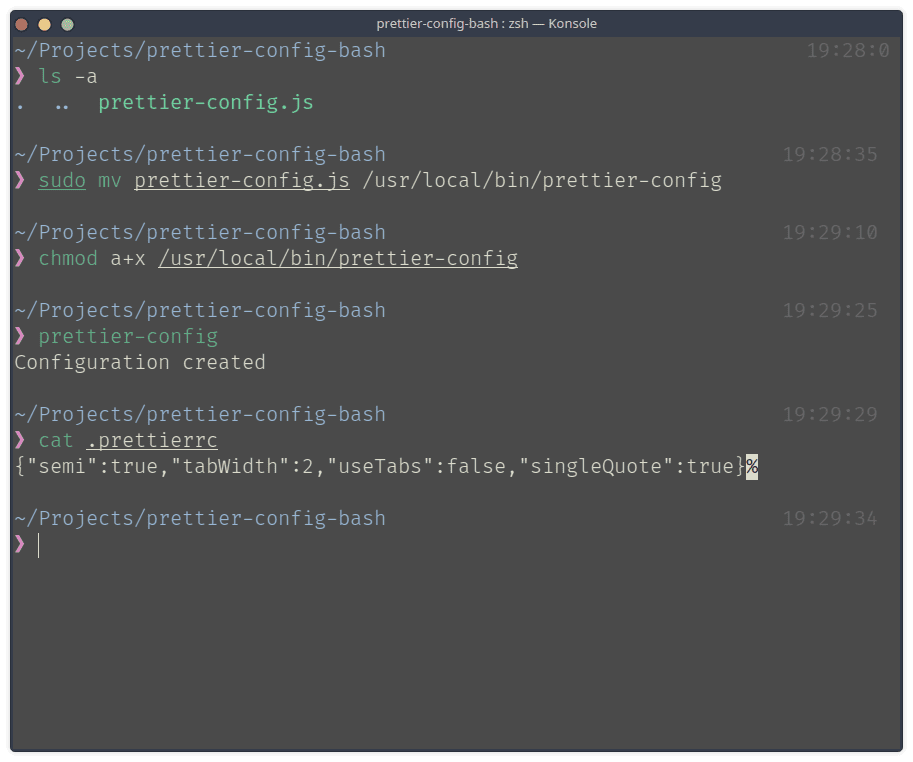 prettier-config-bash : zsh — Konsole
~/Projects/prettier-config-bash 19:28:0
❯ ls -a
. .. prettier-config.js
~/Projects/prettier-config-bash 19:28:35
❯ sudo mv prettier-config.js /usr/local/bin/prettier-config
~/Projects/prettier-config-bash 19:29:10
❯ chmod a+x /usr/local/bin/prettier-config
~/Projects/prettier-config-bash 19:29:25
❯ prettier-config
Configuration created
~/Projects/prettier-config-bash 19:29:29
❯ cat .prettierrc
{"semi":true,"tabWidth":2,"useTabs":false,"singleQuote":true}%
~/Projects/prettier-config-bash 19:29:34
❯